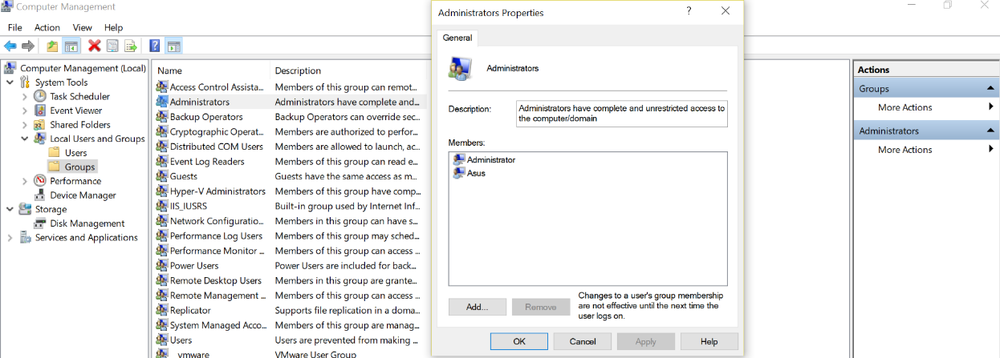 Computer Management
File Action View Help
Computer Management (Local)
System Tools
Task Scheduler
Event Viewer
Shared Folders
Local Users and Groups
Users
Groups
Performance
Device Manager
Storage
Disk Management
Services and Applications
Name Description
Access Control Assista... Members of this group can remot...
Administrators Administrators have complete and...
Backup Operators Backup Operators can override sec...
Cryptographic Operat... Members are authorized to perfor...
Distributed COM Users Members are allowed to launch, ac...
Event Log Readers Members of this group can read e...
Guests Guests have the same access as m...
Hyper-V Administrators Members of this group have comp...
IIS_IUSRS Built-in group used by Internet Inf...
Network Configuratio... Members in this group can have s...
Performance Log Users Members of this group may sched...
Performance Monitor ... Members of this group can access ...
Power Users Power Users are included for back...
Remote Desktop Users Members in this group are grante...
Remote Management ... Members of this group can access ...
Replicator Supports file replication in a doma...
System Managed Acco... Members of this group are manag...
Users Users are prevented from making ...
vmware VMware User Group
Administrators Properties ?
General
Administrators
Description: Administrators have complete and unrestricted access to
the computer/domain
Members:
Administrator
Asus
Add... Remove
Changes to a user's group membership
are not effective until the next time the
user logs on.
OK Cancel Apply Help
Actions
Groups
More Actions
Administrators
More Actions